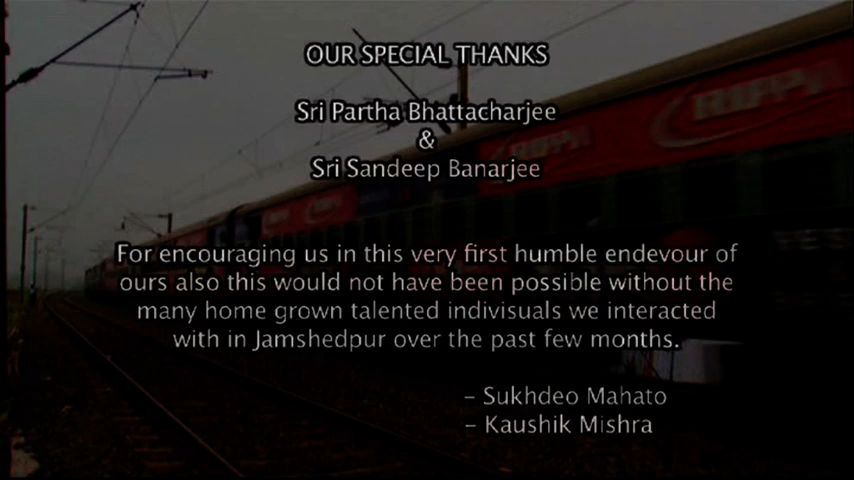 OUR SPECIAL THANKS
Sri Partha Bhattacharjee
&
Sri Sandeep Banarjee
For encouraging us in this very first humble endevour of
ours also this would not have been possible without the
many home grown talented indivisuals we interacted
with in Jamshedpur over the past few months.
– Sukhdeo Mahato
– Kaushik Mishra